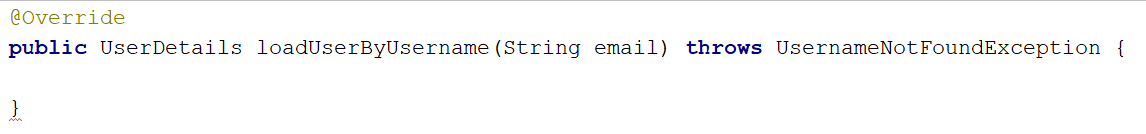 @Override
public UserDetails loadUserByUsername(String email) throws UsernameNotFoundException {
}